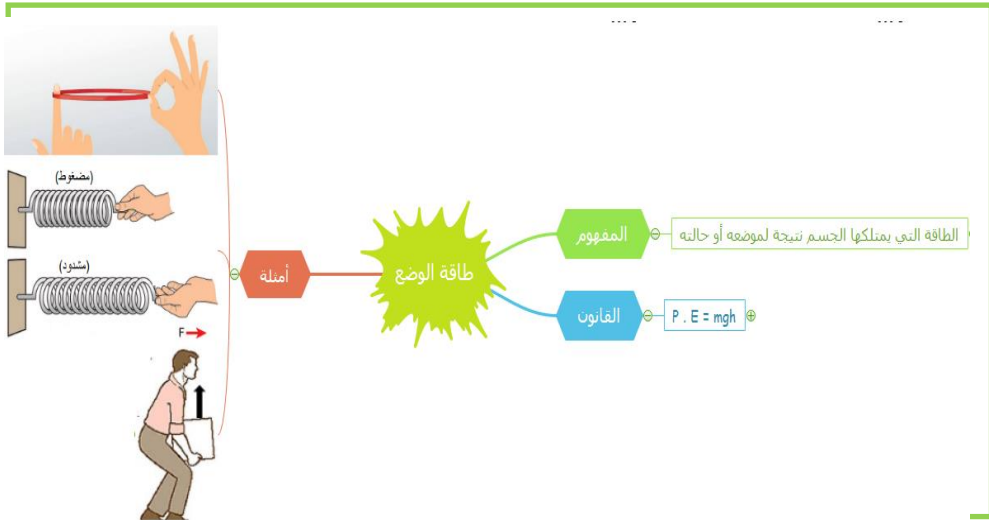 طاقة الوضع
المفهوم
الطاقة التي يمتلكها الجسم نتيجة لموضعه أو حالته
القانون
P . E = mgh
أمثلة
(مضغوط)
(مشدود)
F